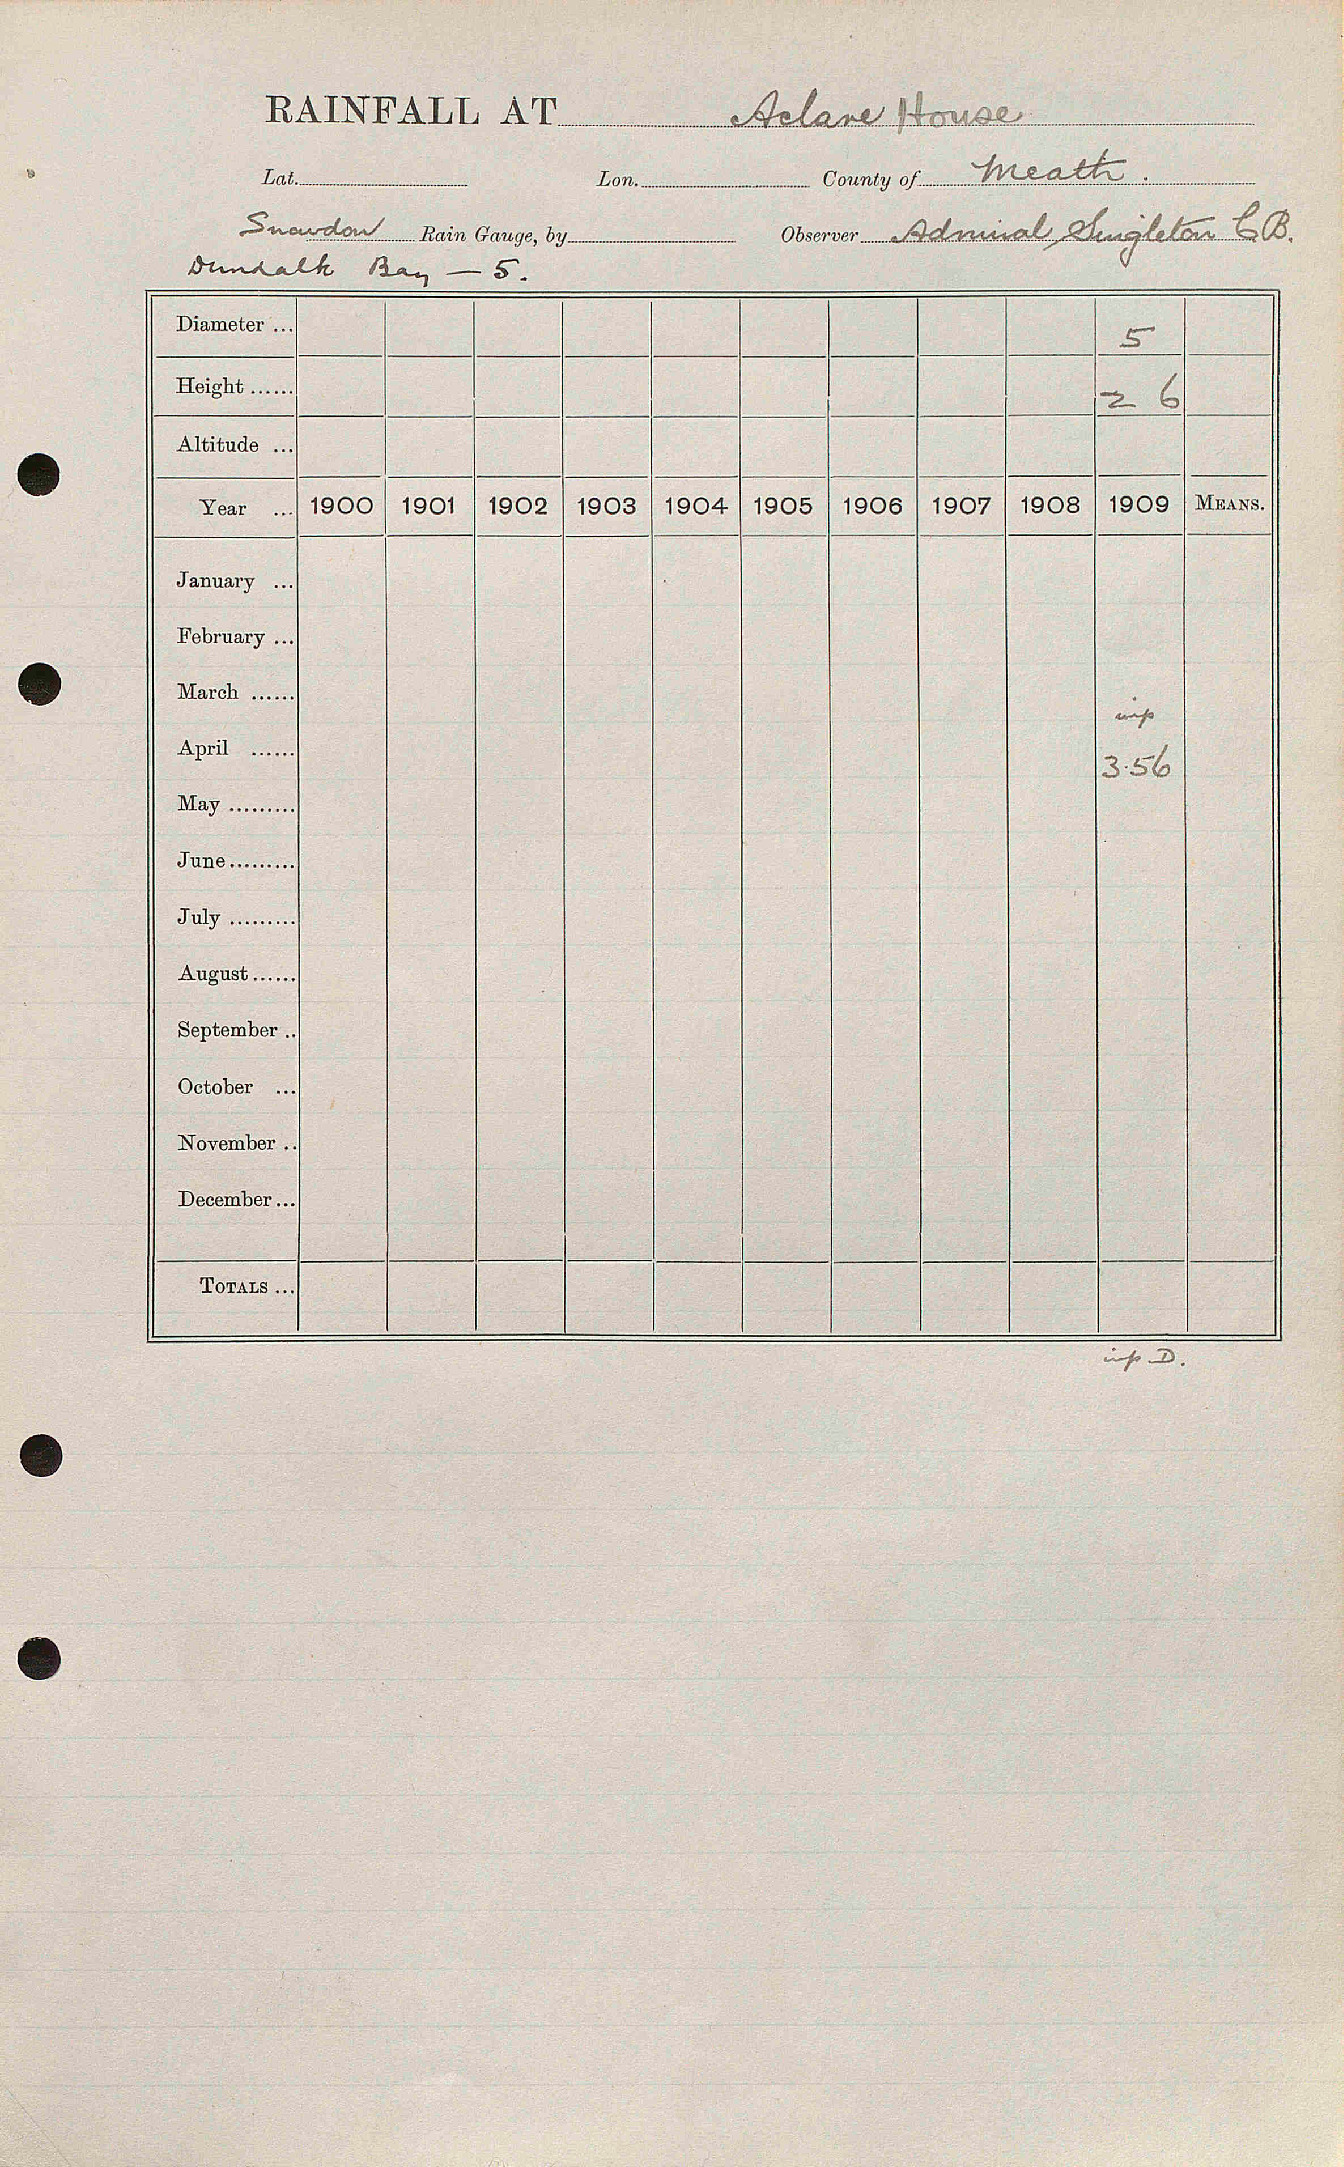 RAINFALL AT Aclare House
Lat. Lon. County of Meath.
Snowdon Rain Gauge, by Observer Admiral Singleton C.B.
Dundalk Bay — 5.
Diameter ... 5
Height ...... 2 6
Altitude ...
Year ... 1900 1901 1902 1903 1904 1905 1906 1907 1908 1909 MEANS.
January ...
February ...
March ...... imp
April ...... 3.56
May .........
June.........
July .........
August......
September ..
October ...
November ..
December...
TOTALS ...
imp D.